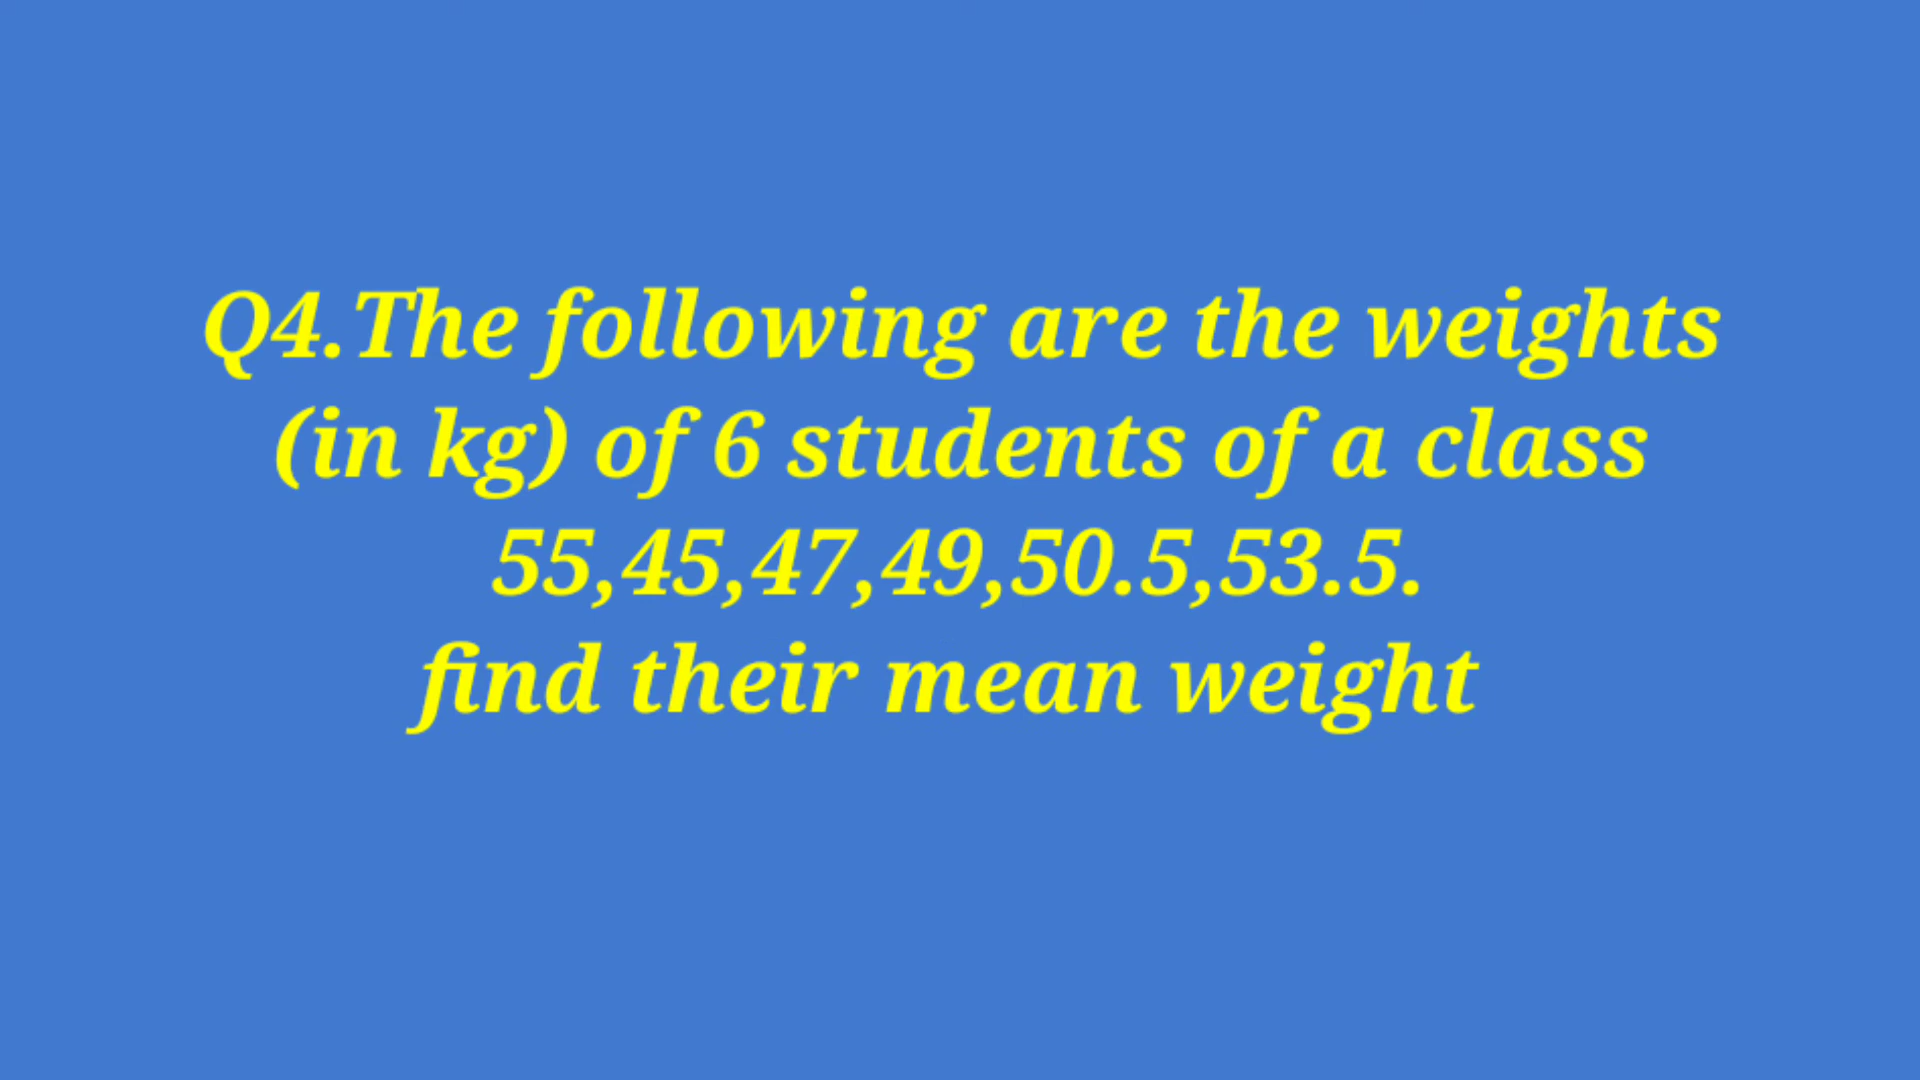 Q4.The following are the weights
(in kg) of 6 students of a class
55,45,47,49,50.5,53.5.
find their mean weight